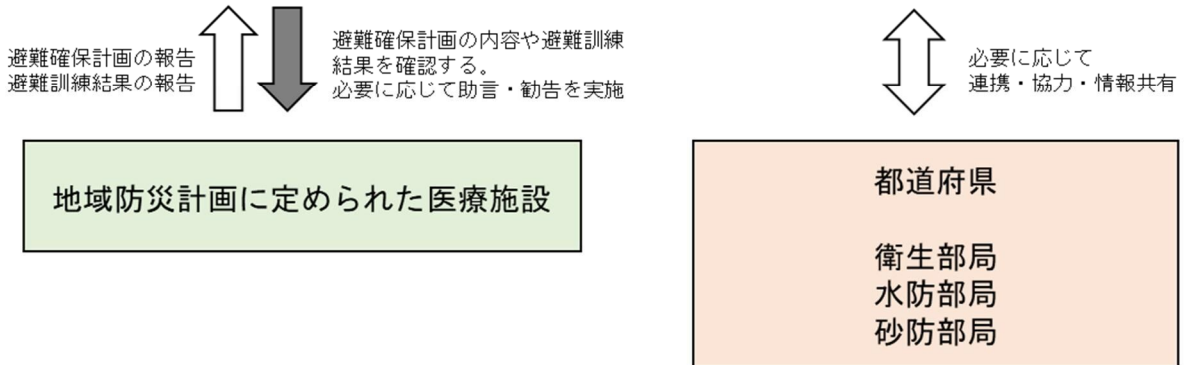 避難確保計画の報告
避難訓練結果の報告
避難確保計画の内容や避難訓練
結果を確認する。
必要に応じて助言・勧告を実施
必要に応じて
連携・協力・情報共有
地域防災計画に定められた医療施設
都道府県
衛生部局
水防部局
砂防部局